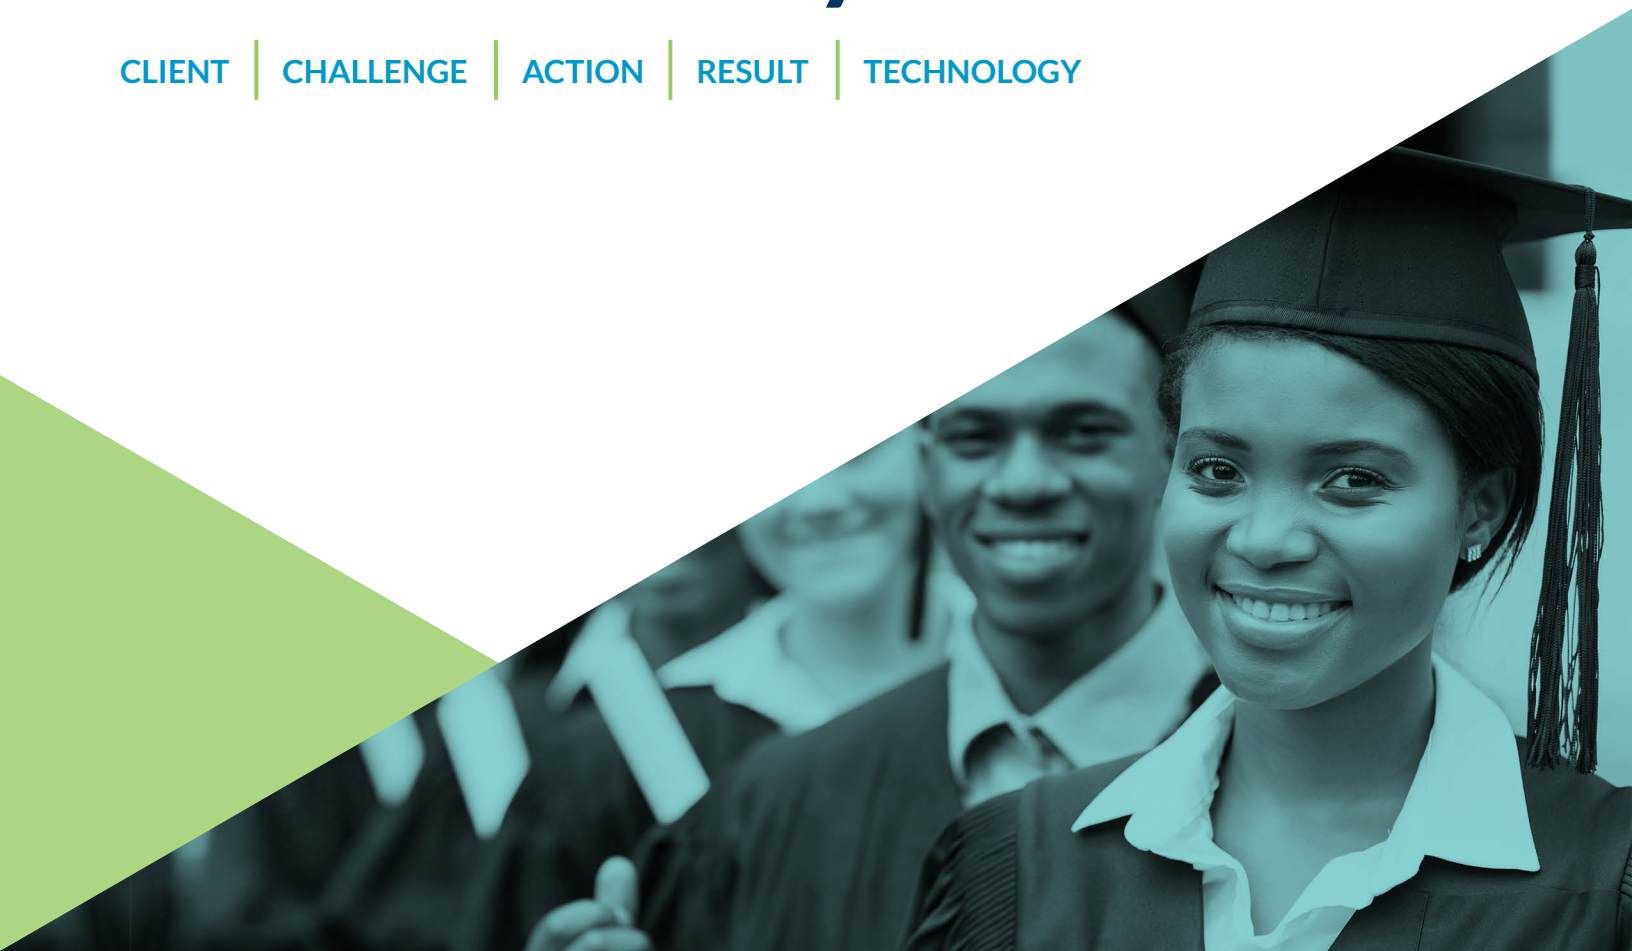 CLIENT | CHALLENGE | ACTION | RESULT | TECHNOLOGY